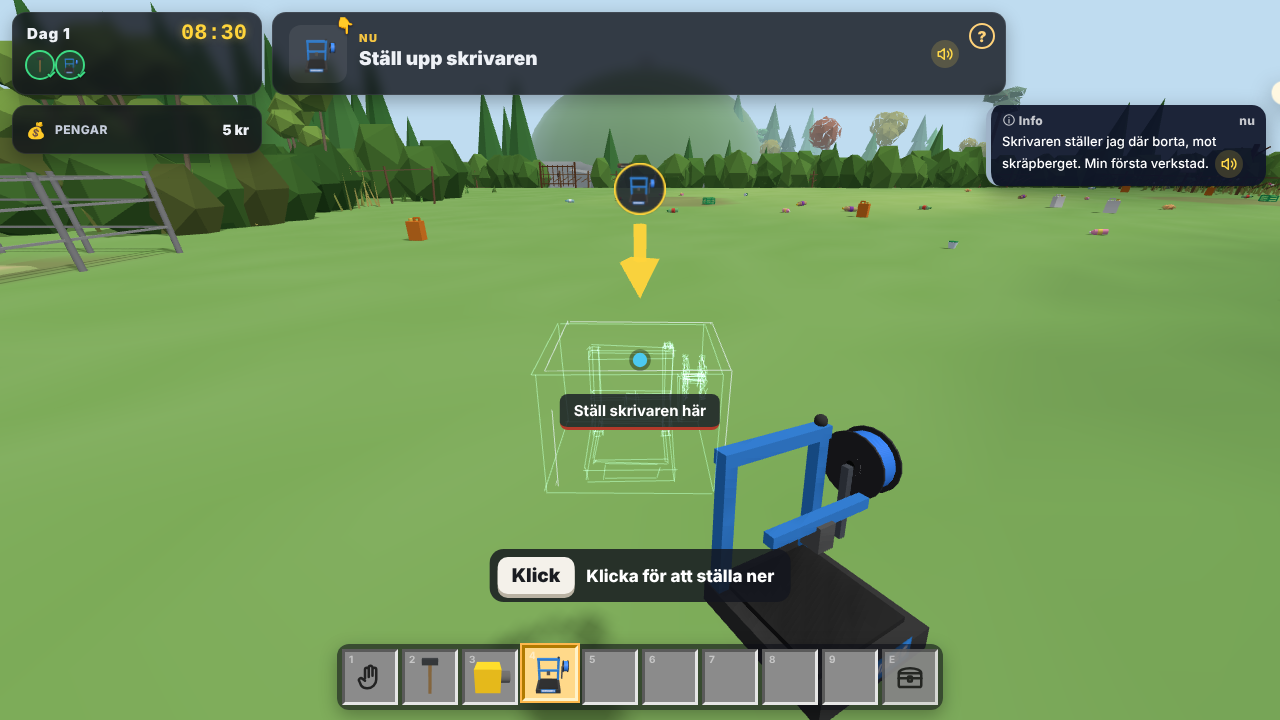 Dag 1
08:30
NU
Ställ upp skrivaren
?
PENGAR
5 kr
Info
nu
Skrivaren ställer jag där borta, mot
skräpberget. Min första verkstad.
Ställ skrivaren här
Klick
Klicka för att ställa ner
1
2
3
5
6
7
8
9
E